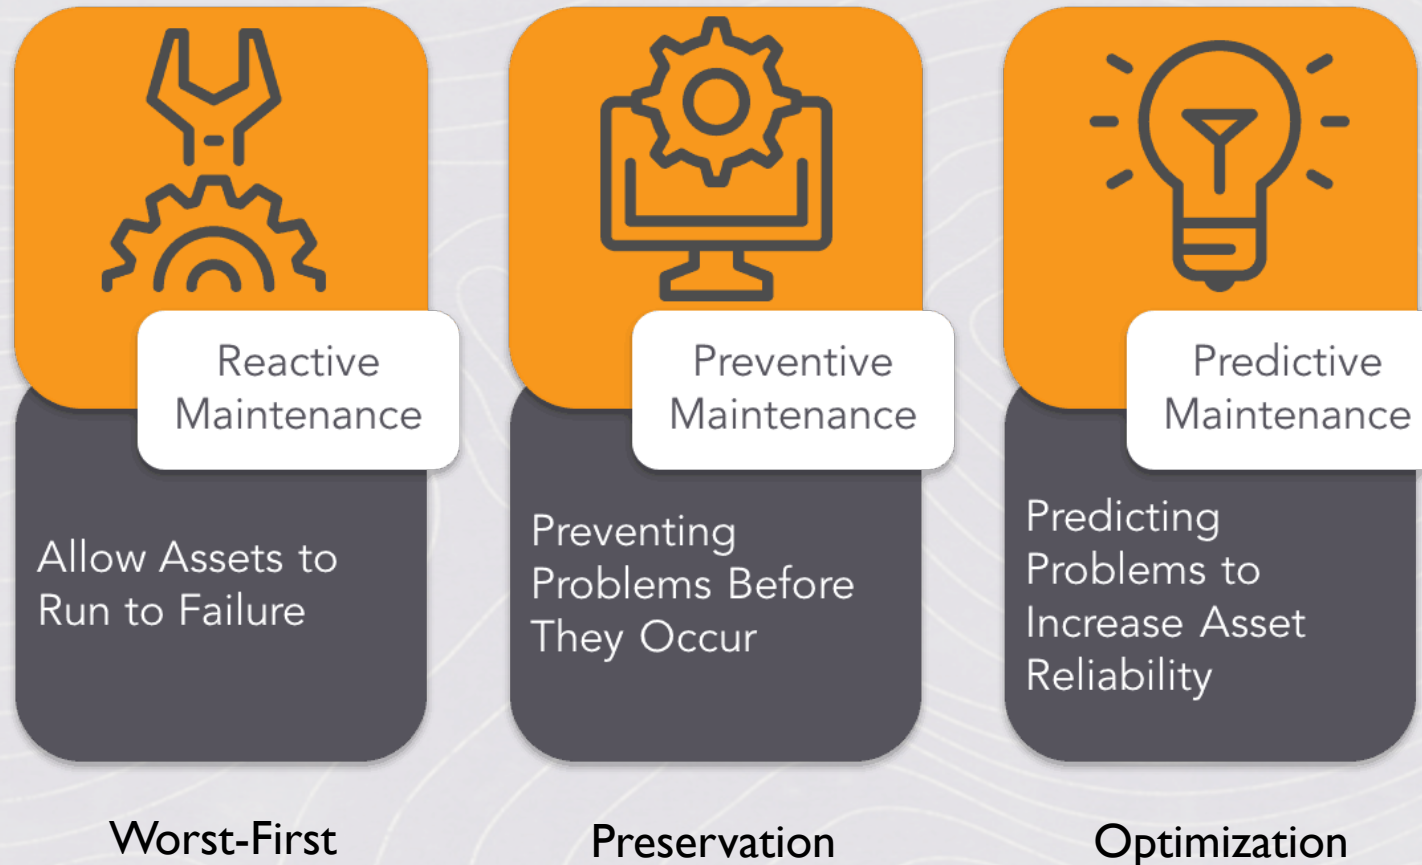 Reactive
Maintenance
Allow Assets to
Run to Failure
Worst-First
Preventive
Maintenance
Preventing
Problems Before
They Occur
Preservation
Predictive
Maintenance
Predicting
Problems to
Increase Asset
Reliability
Optimization